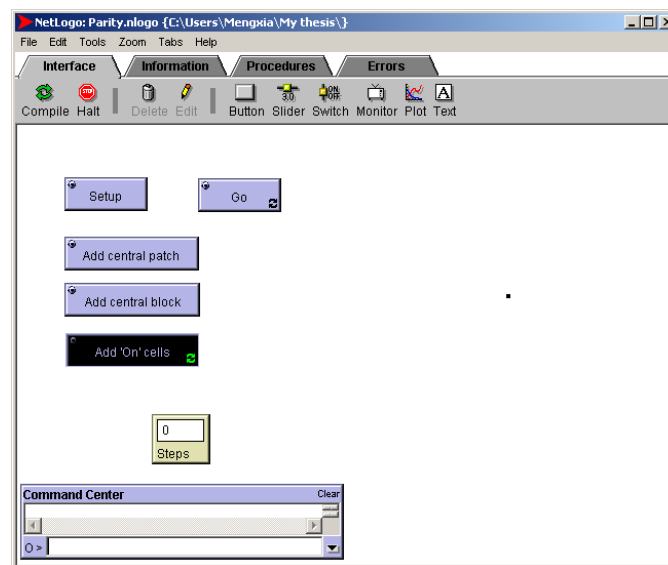 NetLogo: Parity.nlogo {C:\Users\Mengxia\My thesis\}
File Edit Tools Zoom Tabs Help
Interface Information Procedures Errors
Compile Halt Delete Edit Button Slider Switch Monitor Plot Text
Setup Go
Add central patch
Add central block
Add 'On' cells
0
Steps
Command Center Clear
O>